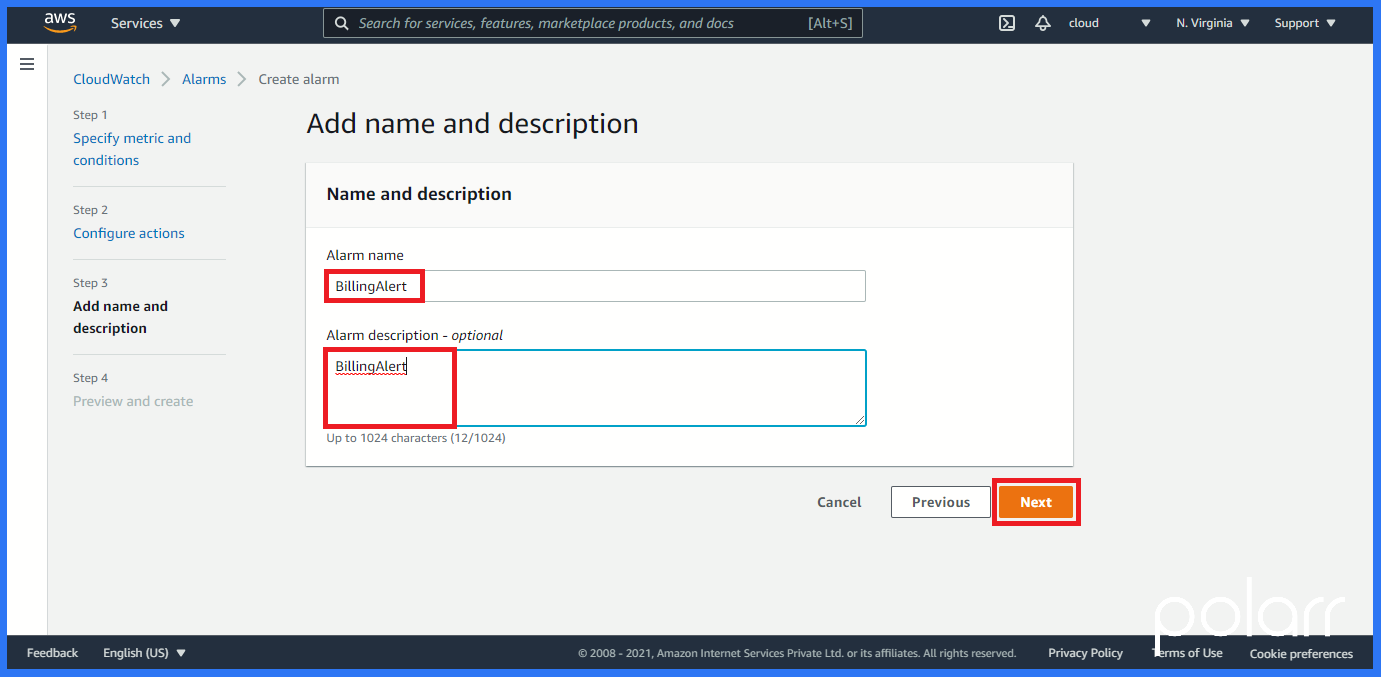 aws Services Search for services, features, marketplace products, and docs [Alt+S] cloud N. Virginia Support
CloudWatch Alarms Create alarm
Step 1
Specify metric and
conditions
Step 2
Configure actions
Step 3
Add name and
description
Step 4
Preview and create
Add name and description
Name and description
Alarm name
BillingAlert
Alarm description - optional
BillingAlert
Up to 1024 characters (12/1024)
Cancel Previous Next
polarr
Feedback English (US) © 2008 - 2021, Amazon Internet Services Private Ltd. or its affiliates. All rights reserved. Privacy Policy Terms of Use Cookie preferences